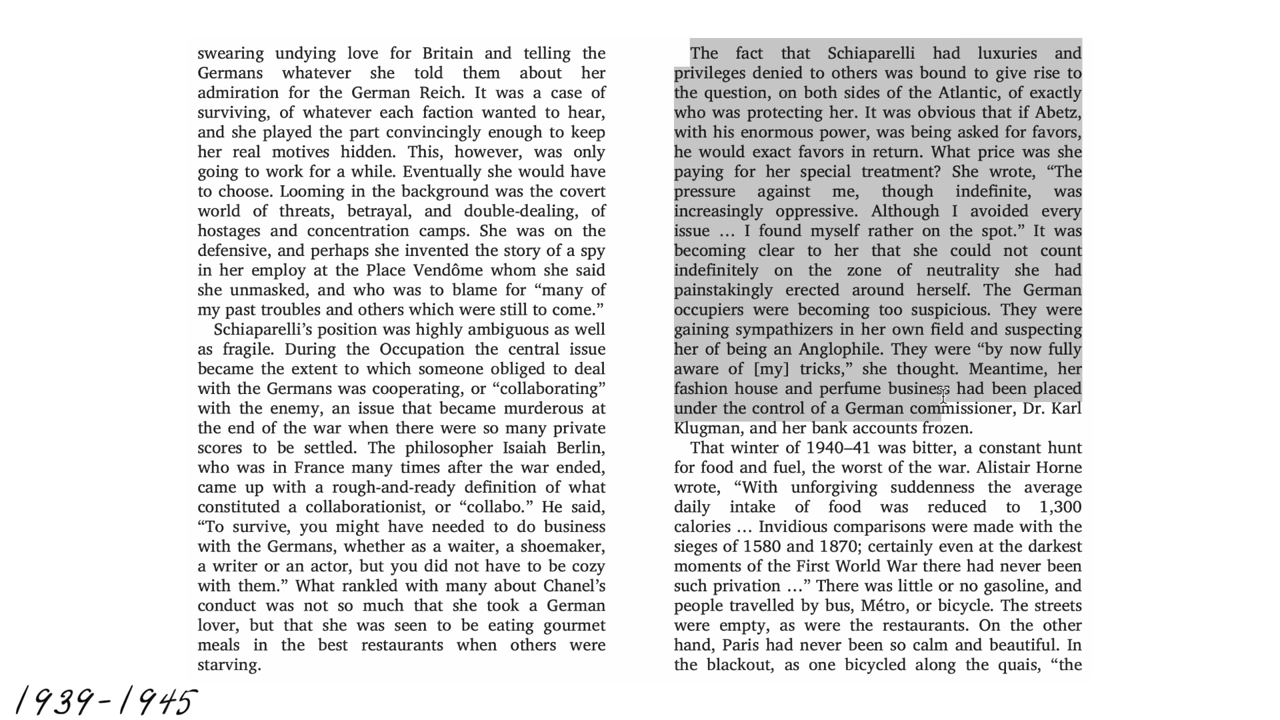 swearing undying love for Britain and telling the
Germans whatever she told them about her
admiration for the German Reich. It was a case of
surviving, of whatever each faction wanted to hear,
and she played the part convincingly enough to keep
her real motives hidden. This, however, was only
going to work for a while. Eventually she would have
to choose. Looming in the background was the covert
world of threats, betrayal, and double-dealing, of
hostages and concentration camps. She was on the
defensive, and perhaps she invented the story of a spy
in her employ at the Place Vendôme whom she said
she unmasked, and who was to blame for “many of
my past troubles and others which were still to come.”
Schiaparelli’s position was highly ambiguous as well
as fragile. During the Occupation the central issue
became the extent to which someone obliged to deal
with the Germans was cooperating, or “collaborating”
with the enemy, an issue that became murderous at
the end of the war when there were so many private
scores to be settled. The philosopher Isaiah Berlin,
who was in France many times after the war ended,
came up with a rough-and-ready definition of what
constituted a collaborationist, or “collabo.” He said,
“To survive, you might have needed to do business
with the Germans, whether as a waiter, a shoemaker,
a writer or an actor, but you did not have to be cozy
with them.” What rankled with many about Chanel’s
conduct was not so much that she took a German
lover, but that she was seen to be eating gourmet
meals in the best restaurants when others were
starving.
The fact that Schiaparelli had luxuries and
privileges denied to others was bound to give rise to
the question, on both sides of the Atlantic, of exactly
who was protecting her. It was obvious that if Abetz,
with his enormous power, was being asked for favors,
he would exact favors in return. What price was she
paying for her special treatment? She wrote, “The
pressure against me, though indefinite, was
increasingly oppressive. Although I avoided every
issue … I found myself rather on the spot.” It was
becoming clear to her that she could not count
indefinitely on the zone of neutrality she had
painstakingly erected around herself. The German
occupiers were becoming too suspicious. They were
gaining sympathizers in her own field and suspecting
her of being an Anglophile. They were “by now fully
aware of [my] tricks,” she thought. Meantime, her
fashion house and perfume business had been placed
under the control of a German commissioner, Dr. Karl
Klugman, and her bank accounts frozen.
That winter of 1940–41 was bitter, a constant hunt
for food and fuel, the worst of the war. Alistair Horne
wrote, “With unforgiving suddenness the average
daily intake of food was reduced to 1,300
calories … Invidious comparisons were made with the
sieges of 1580 and 1870; certainly even at the darkest
moments of the First World War there had never been
such privation …” There was little or no gasoline, and
people travelled by bus, Métro, or bicycle. The streets
were empty, as were the restaurants. On the other
hand, Paris had never been so calm and beautiful. In
the blackout, as one bicycled along the quais, “the
1939-1945